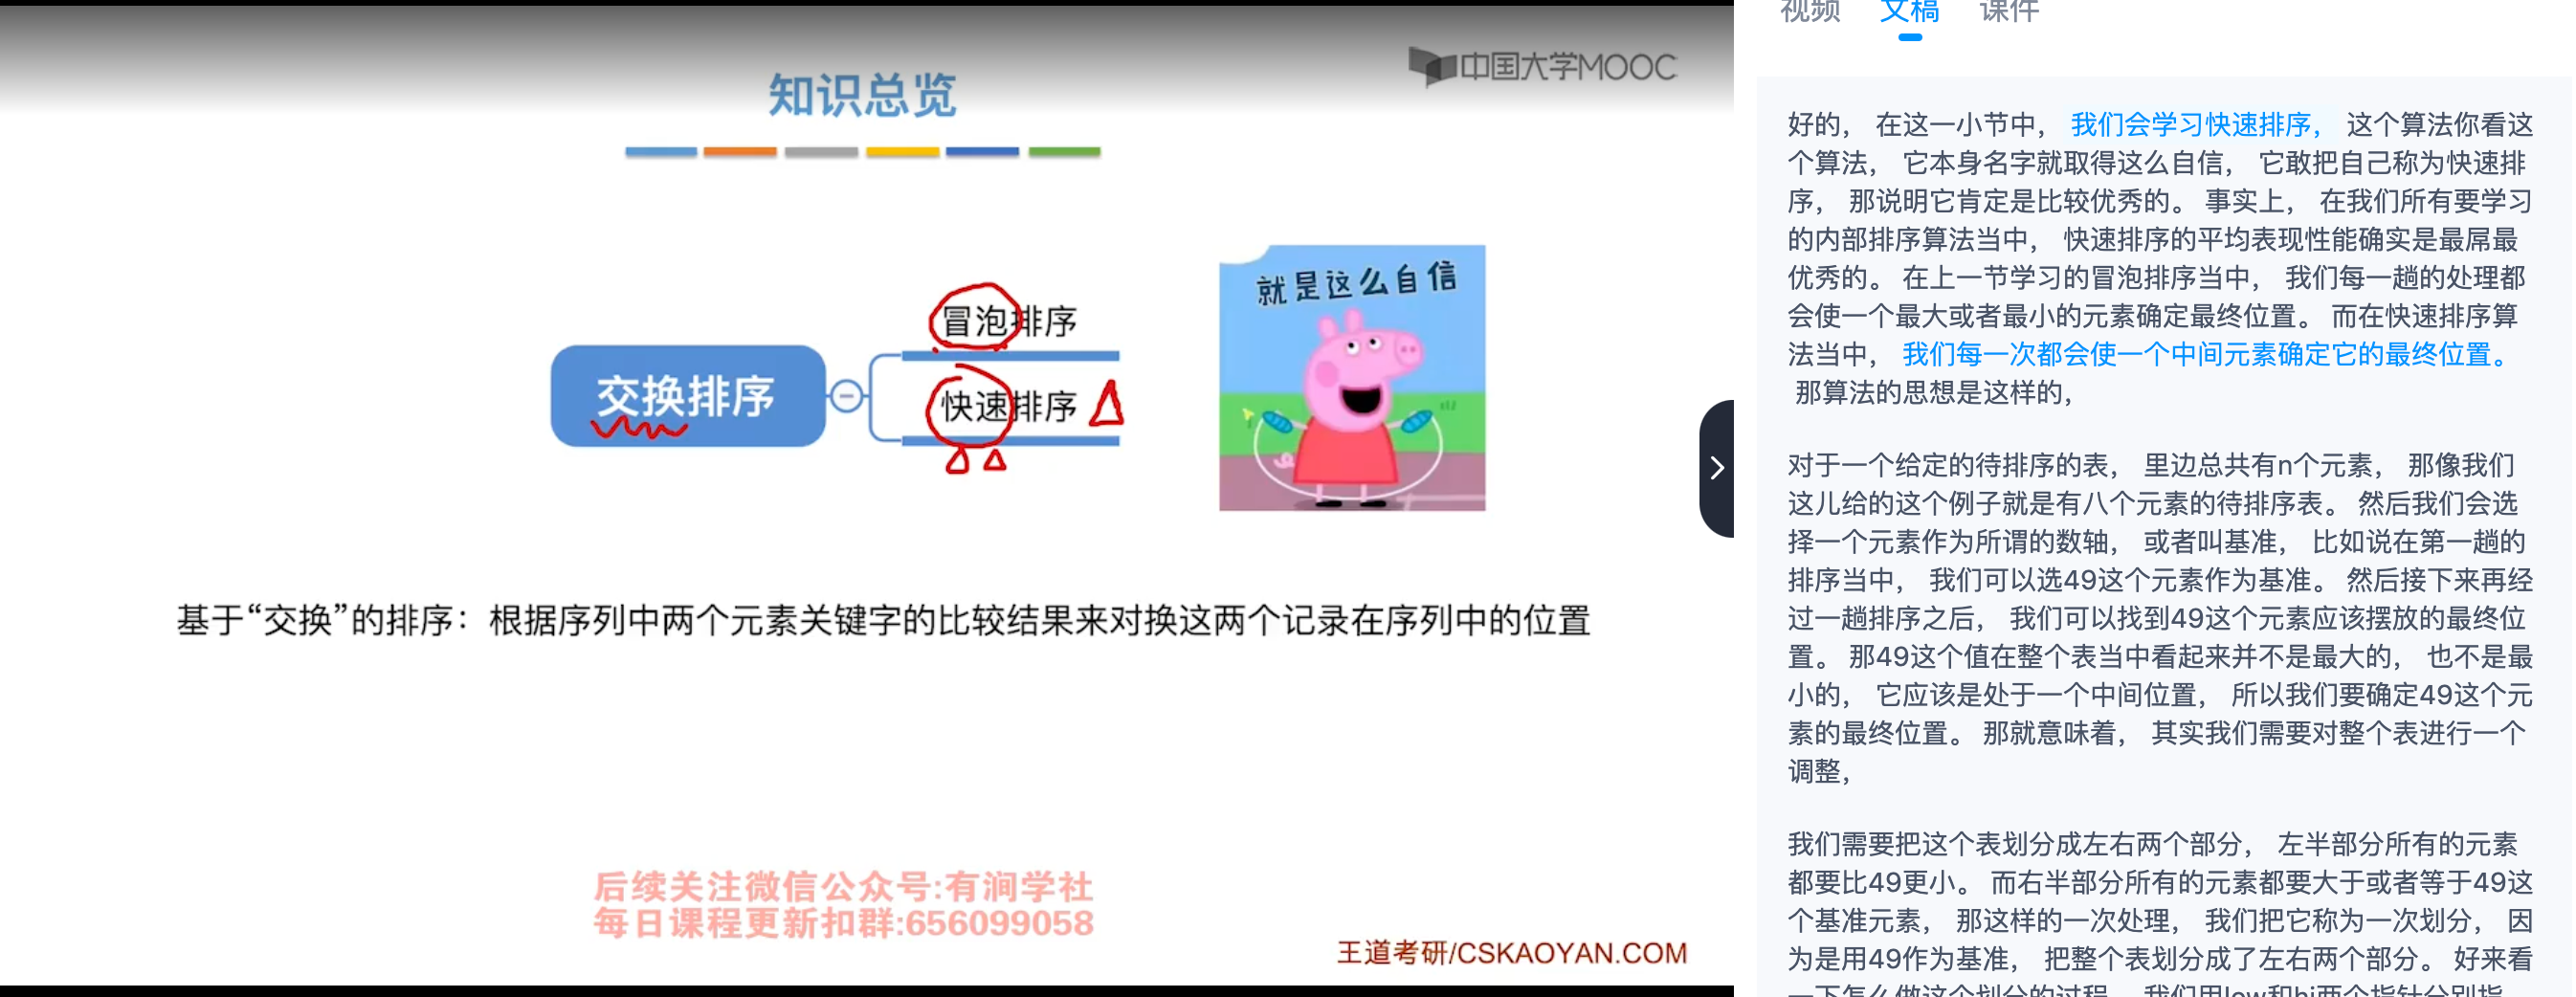 知识总览
中国大学MOOC
就是这么自信
冒泡排序
交换排序
快速排序
基于“交换”的排序：根据序列中两个元素关键字的比较结果来对换这两个记录在序列中的位置
后续关注微信公众号:有涧学社
每日课程更新扣群:656099058
王道考研/CSKAOYAN.COM
视频 文稿 课件
好的， 在这一小节中， 我们会学习快速排序， 这个算法你看这
个算法， 它本身名字就取得这么自信， 它敢把自己称为快速排
序， 那说明它肯定是比较优秀的。 事实上， 在我们所有要学习
的内部排序算法当中， 快速排序的平均表现性能确实是最屌最
优秀的。 在上一节学习的冒泡排序当中， 我们每一趟的处理都
会使一个最大或者最小的元素确定最终位置。 而在快速排序算
法当中， 我们每一次都会使一个中间元素确定它的最终位置。
那算法的思想是这样的，
对于一个给定的待排序的表， 里边总共有n个元素， 那像我们
这儿给的这个例子就是有八个元素的待排序表。 然后我们会选
择一个元素作为所谓的数轴， 或者叫基准， 比如说在第一趟的
排序当中， 我们可以选49这个元素作为基准。 然后接下来再经
过一趟排序之后， 我们可以找到49这个元素应该摆放的最终位
置。 那49这个值在整个表当中看起来并不是最大的， 也不是最
小的， 它应该是处于一个中间位置， 所以我们要确定49这个元
素的最终位置。 那就意味着， 其实我们需要对整个表进行一个
调整，
我们需要把这个表划分成左右两个部分， 左半部分所有的元素
都要比49更小。 而右半部分所有的元素都要大于或者等于49这
个基准元素， 那这样的一次处理， 我们把它称为一次划分， 因
为是用49作为基准， 把整个表划分成了左右两个部分。 好来看
一下怎么做这个划分的过程， 我们用low和hi两个指针分别指